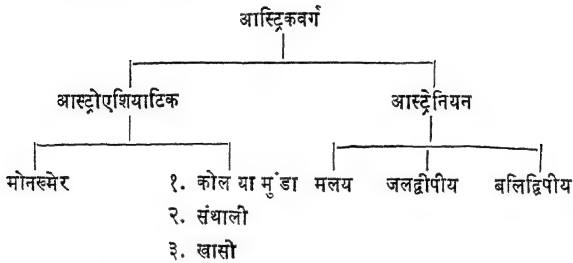 आस्ट्रिकवर्ग
आस्ट्रोएशियाटिक आस्ट्रेनियन
मोनख्मेर १. कोल या मुंडा मलय जलद्वीपीय बलिद्विपीय
२. संथाली
३. खासो